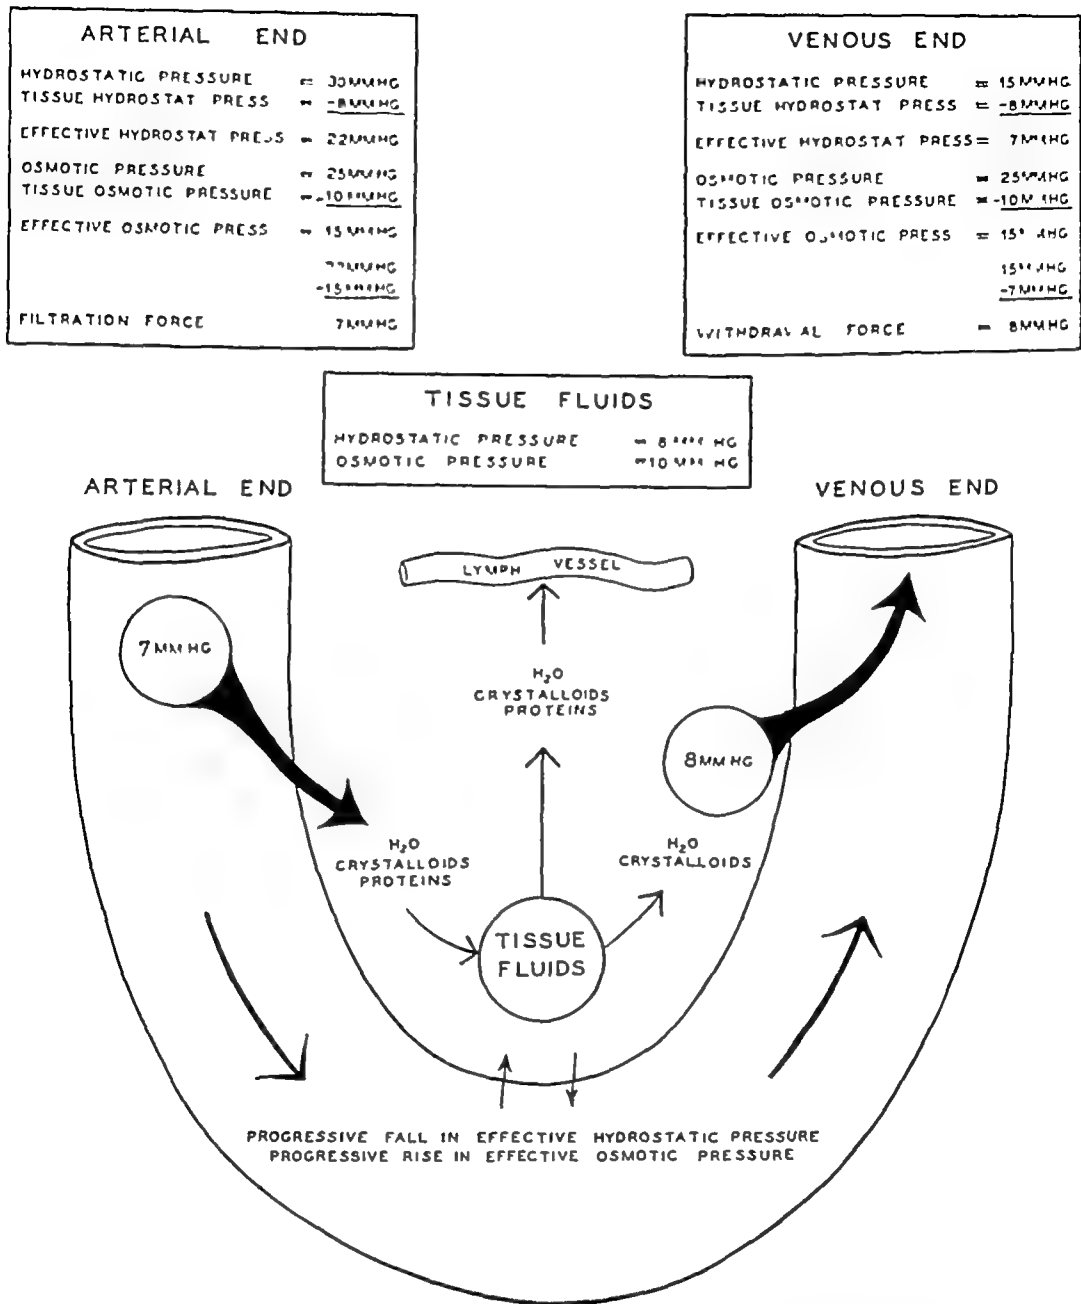 ARTERIAL END
HYDROSTATIC PRESSURE = 30MMHG
TISSUE HYDROSTAT PRESS = -8MMHG
EFFECTIVE HYDROSTAT PRESS = 22MMHG
OSMOTIC PRESSURE = 25MMHG
TISSUE OSMOTIC PRESSURE = -10MMHG
EFFECTIVE OSMOTIC PRESS = 15MMHG
22MMHG
-15MMHG
FILTRATION FORCE 7MMHG
VENOUS END
HYDROSTATIC PRESSURE = 15MMHG
TISSUE HYDROSTAT PRESS = -8MMHG
EFFECTIVE HYDROSTAT PRESS = 7MMHG
OSMOTIC PRESSURE = 25MMHG
TISSUE OSMOTIC PRESSURE = -10MMHG
EFFECTIVE OSMOTIC PRESS = 15MMHG
15MMHG
-7MMHG
WITHDRAWAL FORCE = 8MMHG
TISSUE FLUIDS
HYDROSTATIC PRESSURE = 8MM HG
OSMOTIC PRESSURE =10MM HG
ARTERIAL END
VENOUS END
LYMPH VESSEL
7MMHG
H₂O
CRYSTALLOIDS
PROTEINS
8MMHG
H₂O
CRYSTALLOIDS
PROTEINS
H₂O
CRYSTALLOIDS
TISSUE
FLUIDS
PROGRESSIVE FALL IN EFFECTIVE HYDROSTATIC PRESSURE
PROGRESSIVE RISE IN EFFECTIVE OSMOTIC PRESSURE